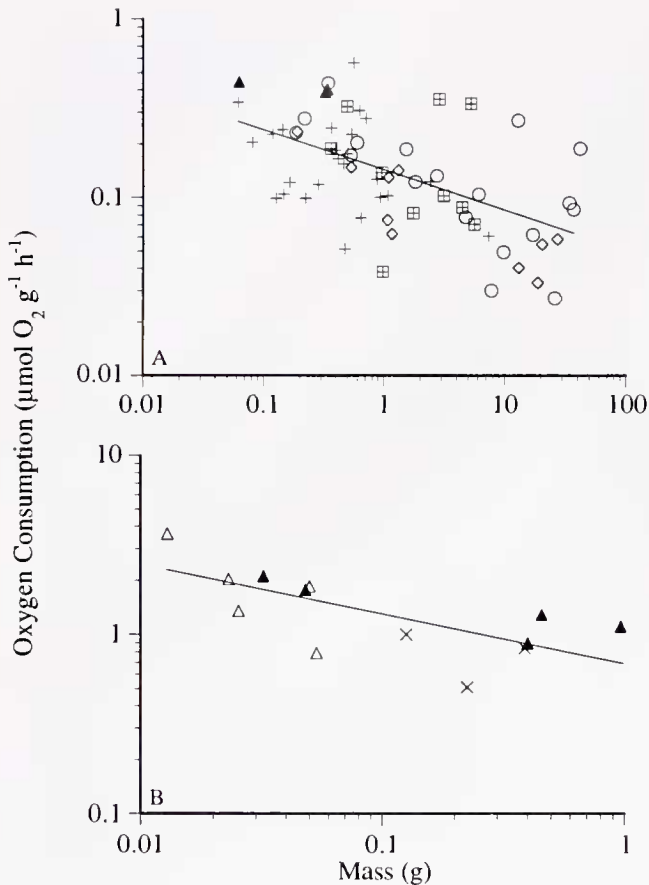 Oxygen Consumption (μmol O₂ g⁻¹ h⁻¹)
1
0.1
0.01
A
0.01 0.1 1 10 100
10
1
0.1
B
0.01 0.1 1
Mass (g)